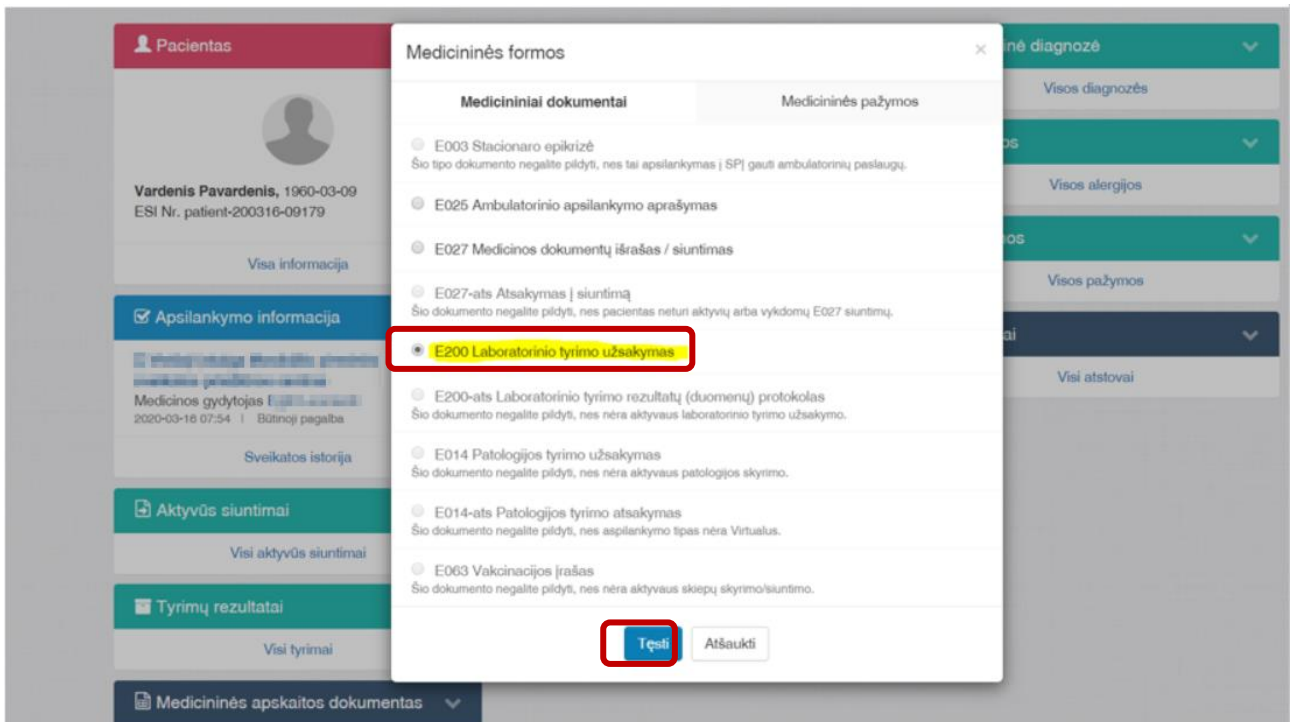 Pacientas
Vardenis Pavardenis, 1960-03-09
ESI Nr. patient-200316-09179
Visa informacija
Apsilankymo informacija
Medicinos gydytojas
2020-03-16 07:54 | Būtinoji pagalba
Sveikatos istorija
Aktyvūs siuntimai
Visi aktyvūs siuntimai
Tyrimų rezultatai
Visi tyrimai
Medicininės apskaitos dokumentas
Medicininės formos
×
Medicininiai dokumentai
Medicininės pažymos
E003 Stacionaro epikrizė
Šio tipo dokumento negalite pildyti, nes tai apsilankymas į SPĮ gauti ambulatorinių paslaugų.
E025 Ambulatorinio apsilankymo aprašymas
E027 Medicinos dokumentų išrašas / siuntimas
E027-ats Atsakymas į siuntimą
Šio dokumento negalite pildyti, nes pacientas neturi aktyvių arba vykdomų E027 siuntimų.
E200 Laboratorinio tyrimo užsakymas
E200-ats Laboratorinio tyrimo rezultatų (duomenų) protokolas
Šio dokumento negalite pildyti, nes nėra aktyvaus laboratorinio tyrimo užsakymo.
E014 Patologijos tyrimo užsakymas
Šio dokumento negalite pildyti, nes nėra aktyvaus patologijos skyrimo.
E014-ats Patologijos tyrimo atsakymas
Šio dokumento negalite pildyti, nes aspilankymo tipas nėra Virtualus.
E063 Vakcinacijos įrašas
Šio dokumento negalite pildyti, nes nėra aktyvaus skiepų skyrimo/siuntimo.
Tęsti
Atšaukti
nė diagnozė
Visos diagnozės
os
Visos alergijos
os
Visos pažymos
ai
Visi atstovai